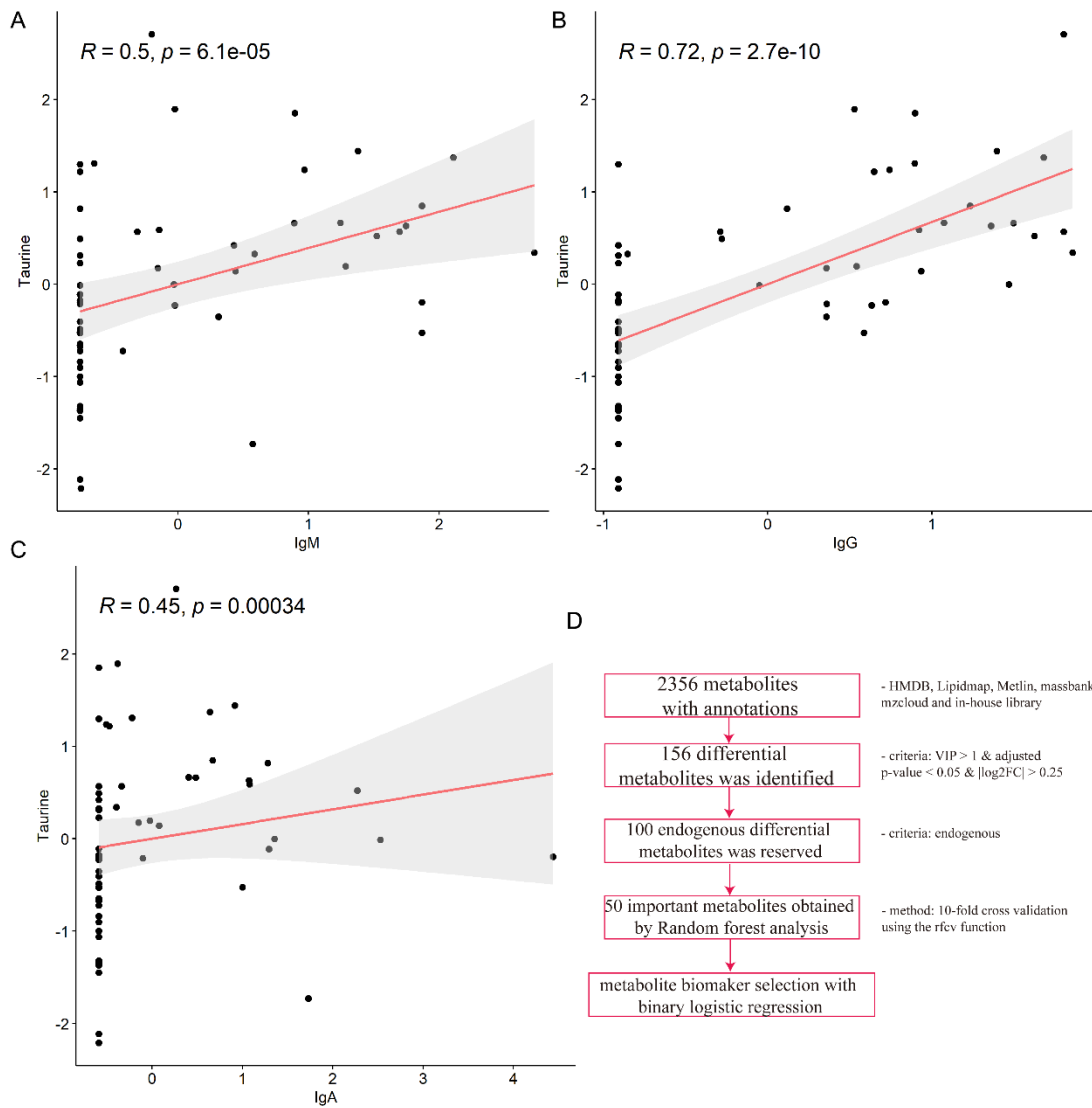 A
R = 0.5, p = 6.1e-05
2
1
0
-1
-2
Taurine
0
1
2
IgM
B
R = 0.72, p = 2.7e-10
2
1
0
-1
-2
Taurine
-1
0
1
IgG
C
R = 0.45, p = 0.00034
2
1
0
-1
-2
Taurine
0
1
2
3
4
IgA
D
2356 metabolites
with annotations
- HMDB, Lipidmap, Metlin, massbank,
mzcloud and in-house library
156 differential
metabolites was identified
- criteria: VIP > 1 & adjusted
p-value < 0.05 & |log2FC| > 0.25
100 endogenous differential
metabolites was reserved
- criteria: endogenous
50 important metabolites obtained
by Random forest analysis
- method: 10-fold cross validation
using the rfcv function
metabolite biomaker selection with
binary logistic regression